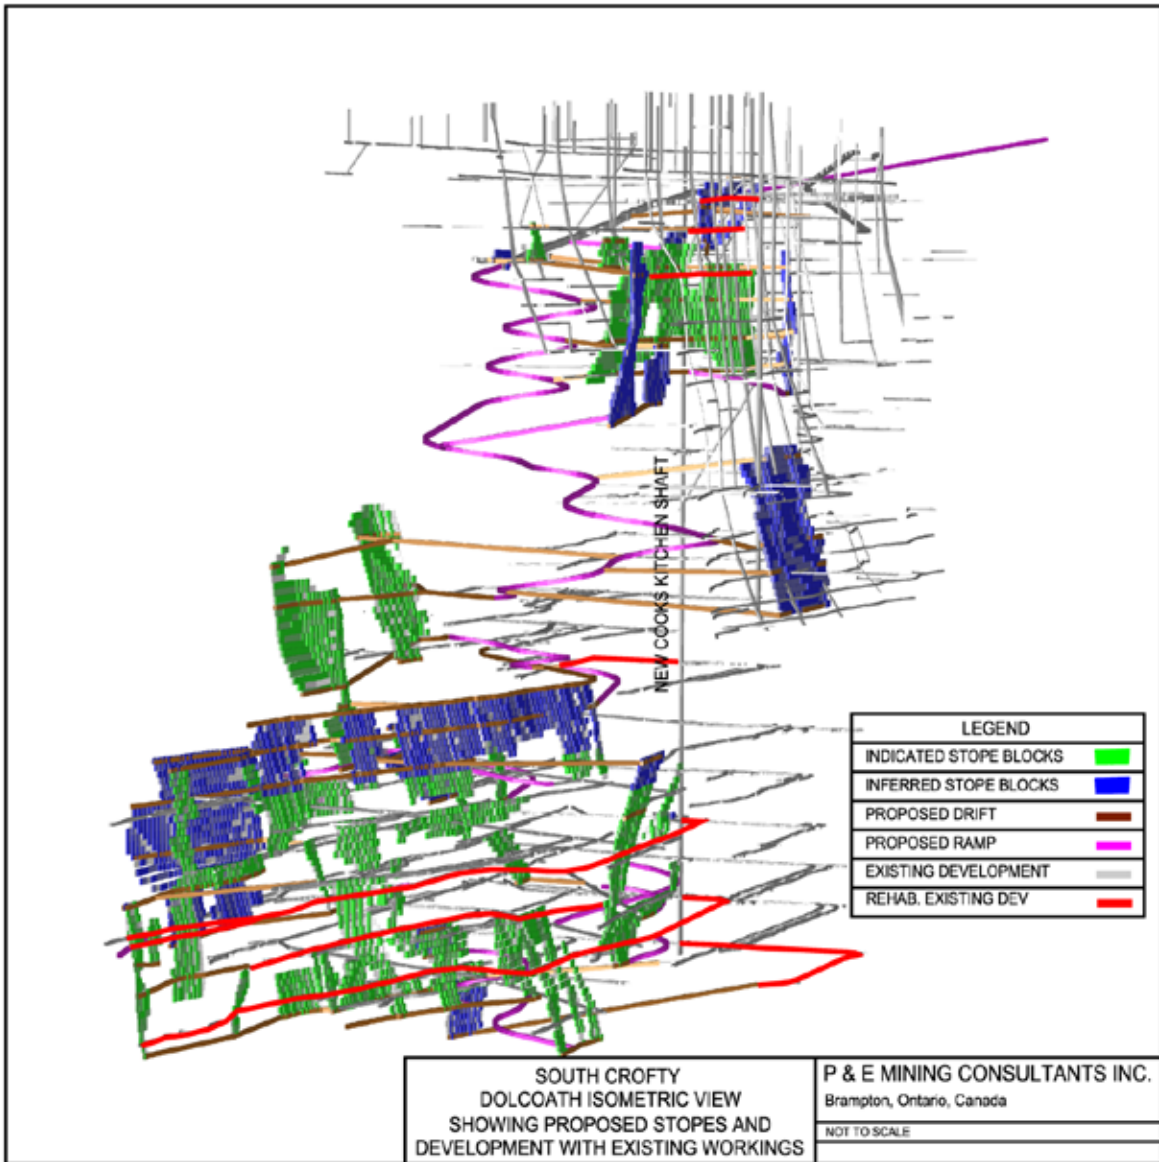 NEW COOKS KITCHEN SHAFT
LEGEND
INDICATED STOPE BLOCKS
INFERRED STOPE BLOCKS
PROPOSED DRIFT
PROPOSED RAMP
EXISTING DEVELOPMENT
REHAB. EXISTING DEV
SOUTH CROFTY
DOLCOATH ISOMETRIC VIEW
SHOWING PROPOSED STOPES AND
DEVELOPMENT WITH EXISTING WORKINGS
P & E MINING CONSULTANTS INC.
Brampton, Ontario, Canada
NOT TO SCALE